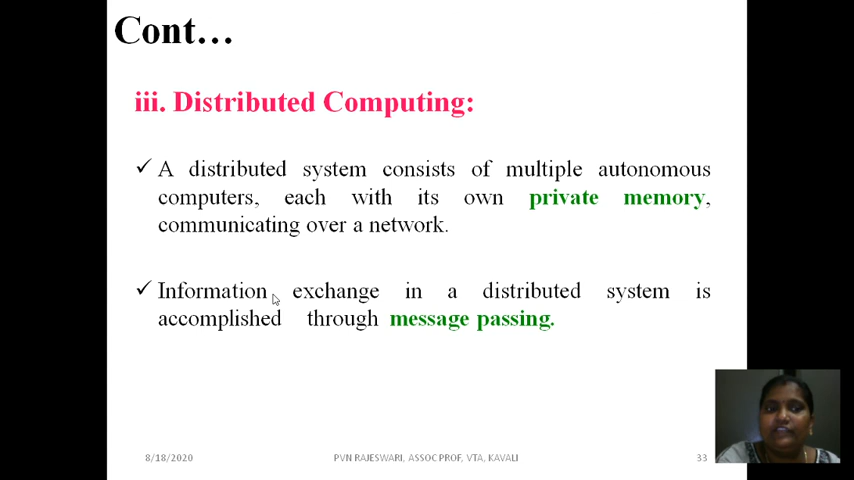 Cont…
iii. Distributed Computing:
✓ A distributed system consists of multiple autonomous
computers, each with its own private memory,
communicating over a network.
✓ Information exchange in a distributed system is
accomplished through message passing.
8/18/2020 PVN RAJESWARI, ASSOC PROF, VTA, KAVALI 33